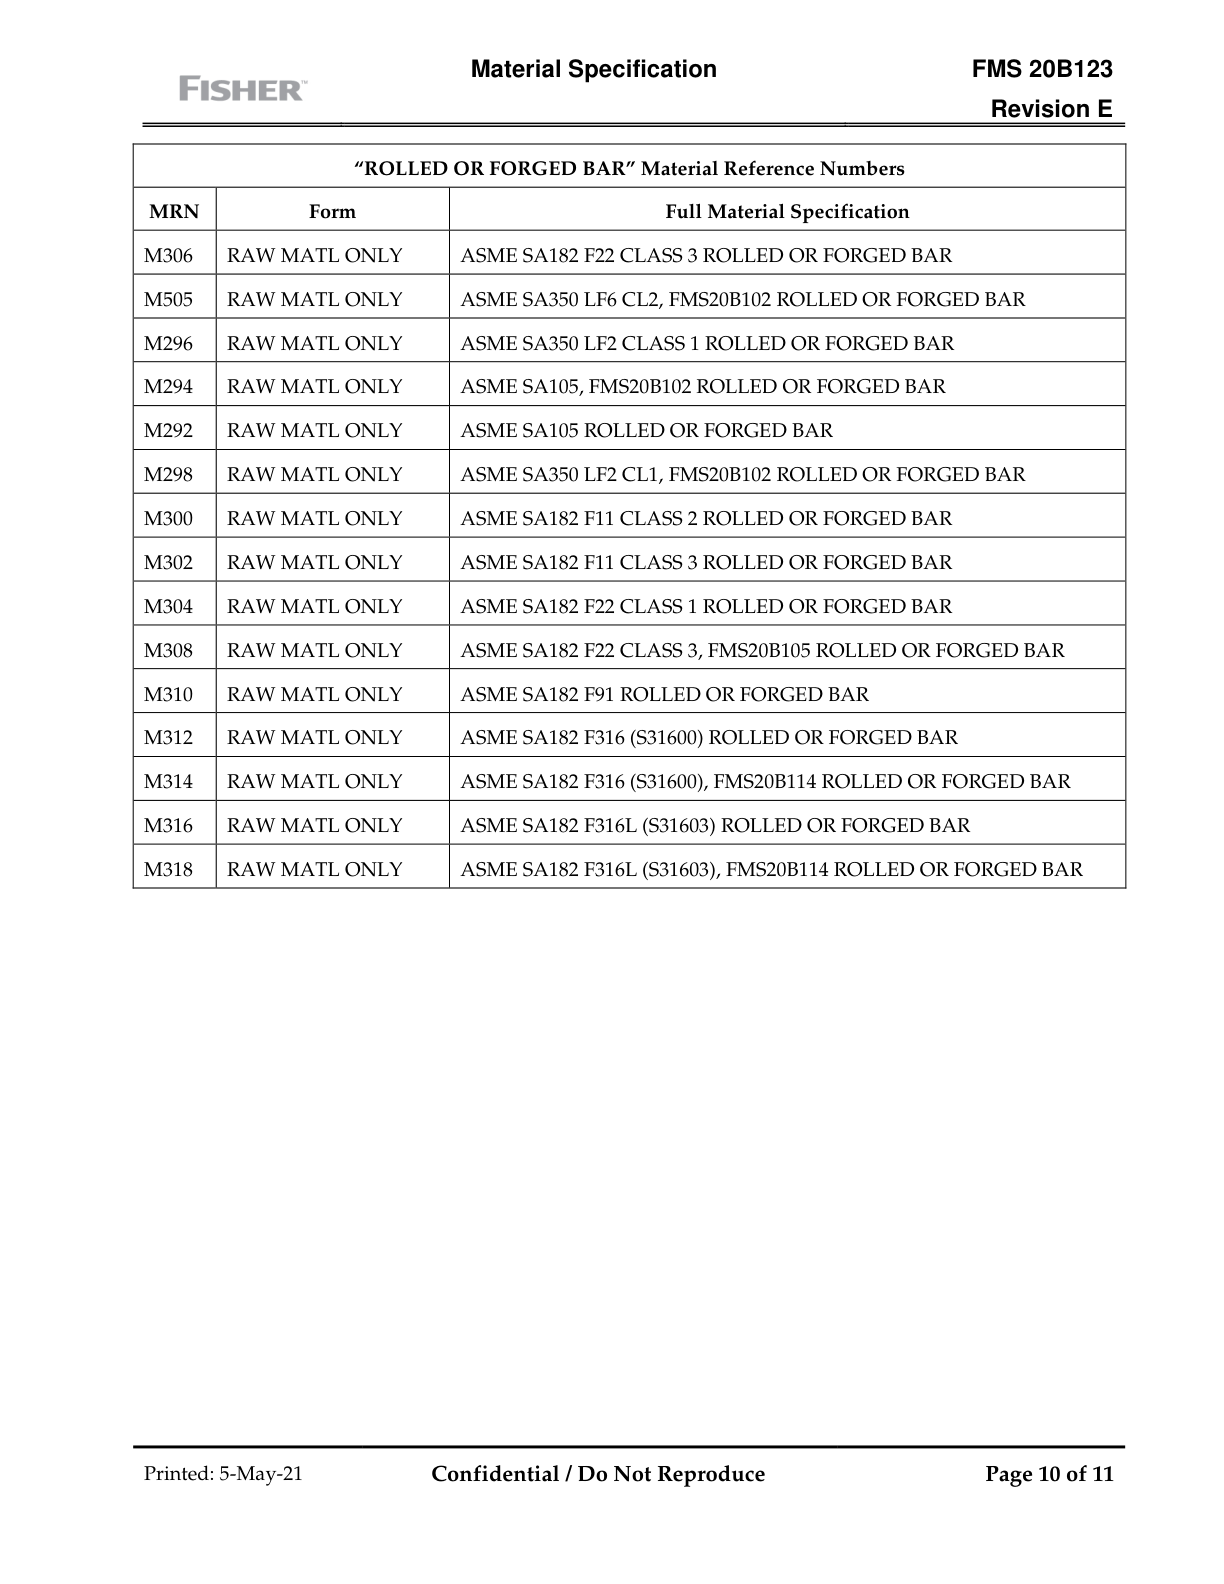 Material Specification FMS 20B123
FISHER™
Revision E
“ROLLED OR FORGED BAR” Material Reference Numbers
MRN Form Full Material Specification
M306 RAW MATL ONLY ASME SA182 F22 CLASS 3 ROLLED OR FORGED BAR
M505 RAW MATL ONLY ASME SA350 LF6 CL2, FMS20B102 ROLLED OR FORGED BAR
M296 RAW MATL ONLY ASME SA350 LF2 CLASS 1 ROLLED OR FORGED BAR
M294 RAW MATL ONLY ASME SA105, FMS20B102 ROLLED OR FORGED BAR
M292 RAW MATL ONLY ASME SA105 ROLLED OR FORGED BAR
M298 RAW MATL ONLY ASME SA350 LF2 CL1, FMS20B102 ROLLED OR FORGED BAR
M300 RAW MATL ONLY ASME SA182 F11 CLASS 2 ROLLED OR FORGED BAR
M302 RAW MATL ONLY ASME SA182 F11 CLASS 3 ROLLED OR FORGED BAR
M304 RAW MATL ONLY ASME SA182 F22 CLASS 1 ROLLED OR FORGED BAR
M308 RAW MATL ONLY ASME SA182 F22 CLASS 3, FMS20B105 ROLLED OR FORGED BAR
M310 RAW MATL ONLY ASME SA182 F91 ROLLED OR FORGED BAR
M312 RAW MATL ONLY ASME SA182 F316 (S31600) ROLLED OR FORGED BAR
M314 RAW MATL ONLY ASME SA182 F316 (S31600), FMS20B114 ROLLED OR FORGED BAR
M316 RAW MATL ONLY ASME SA182 F316L (S31603) ROLLED OR FORGED BAR
M318 RAW MATL ONLY ASME SA182 F316L (S31603), FMS20B114 ROLLED OR FORGED BAR
Printed: 5-May-21 Confidential / Do Not Reproduce Page 10 of 11